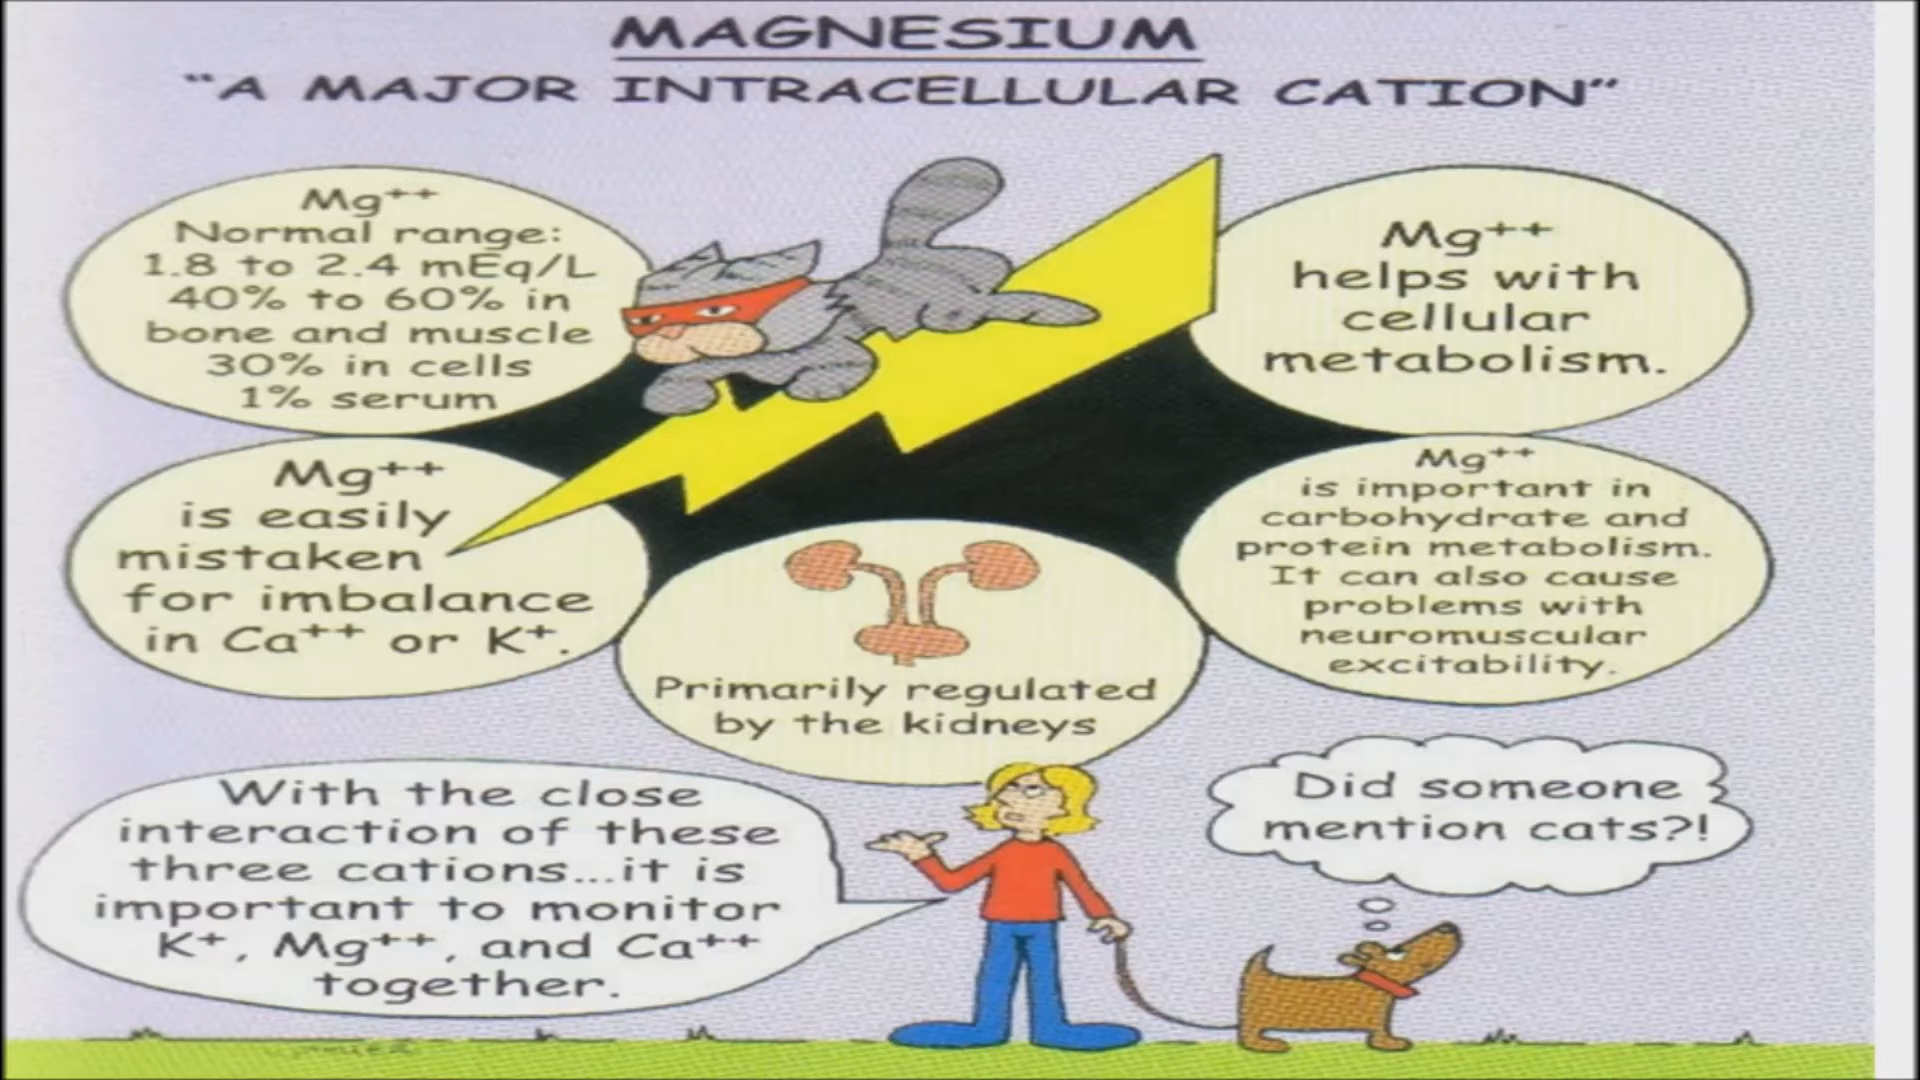 MAGNESIUM
"A MAJOR INTRACELLULAR CATION"
Mg++
Normal range:
1.8 to 2.4 mEq/L
40% to 60% in
bone and muscle
30% in cells
1% serum
Mg++
helps with
cellular
metabolism.
Mg++
is easily
mistaken
for imbalance
in Ca++ or K+.
Mg++
is important in
carbohydrate and
protein metabolism.
It can also cause
problems with
neuromuscular
excitability.
Primarily regulated
by the kidneys
With the close
interaction of these
three cations...it is
important to monitor
K+, Mg++, and Ca++
together.
Did someone
mention cats?!